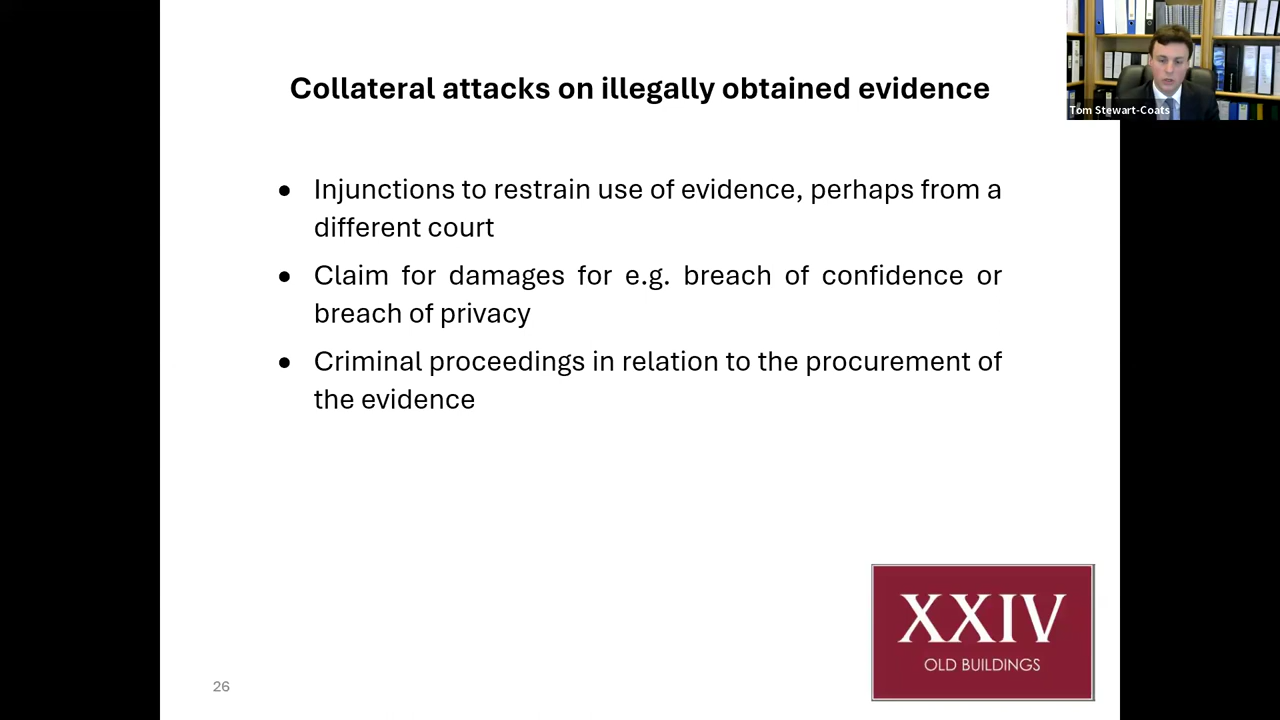 Collateral attacks on illegally obtained evidence
Tom Stewart-Coats
● Injunctions to restrain use of evidence, perhaps from a
different court
● Claim for damages for e.g. breach of confidence or
breach of privacy
● Criminal proceedings in relation to the procurement of
the evidence
XXIV
OLD BUILDINGS
26